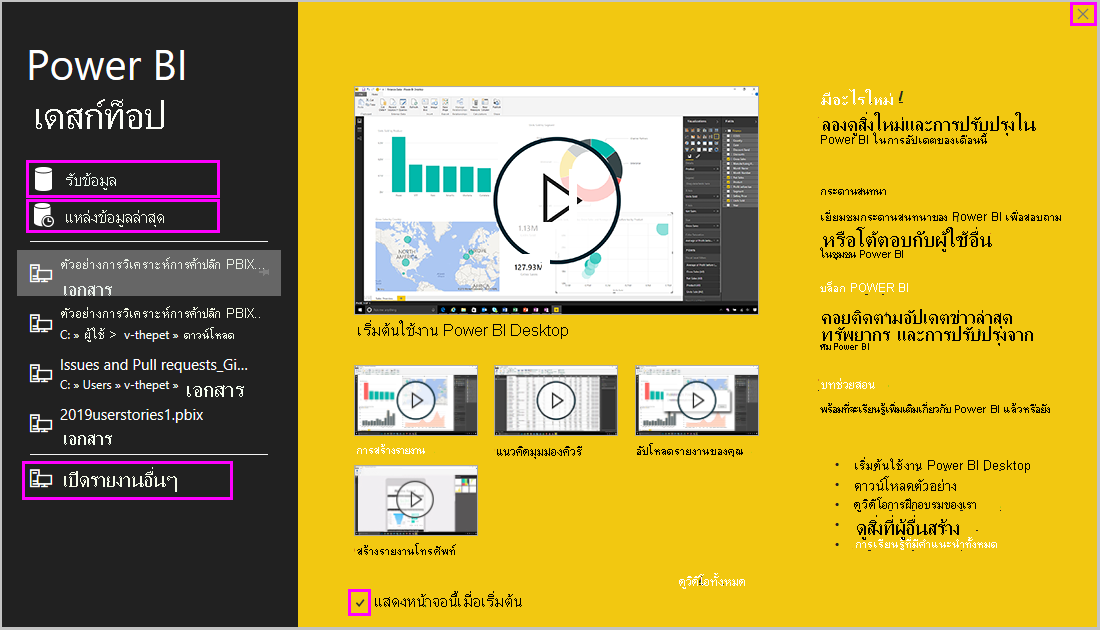 Power BI
เดสก์ท็อป
รับข้อมูล
แหล่งข้อมูลล่าสุด
ตัวอย่างการวิเคราะห์การค้าปลีก PBIX...
เอกสาร
ตัวอย่างการวิเคราะห์การค้าปลีก PBIX..
C: » ผู้ใช้ > v-thepet » ดาวน์โหลด
Issues and Pull requests_Gi...
C: » Users » v-thepet » เอกสาร
2019userstories1.pbix
เอกสาร
เปิดรายงานอื่นๆ
1.13M
127.93M
NORTH AMERICA
เริ่มต้นใช้งาน Power BI Desktop
การสร้างรายงาน
แนวคิดมุมมองคิวรี
อัปโหลดรายงานของคุณ
สร้างรายงานโทรศัพท์
ดูวิดีโอทั้งหมด
แสดงหน้าจอนี้เมื่อเริ่มต้น
มีอะไรใหม่
ลองดูสิ่งใหม่และการปรับปรุงใน
Power BI ในการอัปเดตของเดือนนี้
กระดานสนทนา
เยี่ยมชมกระดานสนทนาของ Power BI เพื่อสอบถาม
หรือโต้ตอบกับผู้ใช้อื่น
ในชุมชน Power BI
บล็อก POWER BI
คอยติดตามอัปเดตข่าวล่าสุด
ทรัพยากร และการปรับปรุงจาก
ทีม Power BI
บทช่วยสอน
พร้อมที่จะเรียนรู้เพิ่มเติมเกี่ยวกับ Power BI แล้วหรือยัง
• เริ่มต้นใช้งาน Power BI Desktop
• ดาวน์โหลดตัวอย่าง
• ดูวิดีโอการฝึกอบรมของเรา
• ดูสิ่งที่ผู้อื่นสร้าง
• การเรียนรู้ที่มีคำแนะนำทั้งหมด